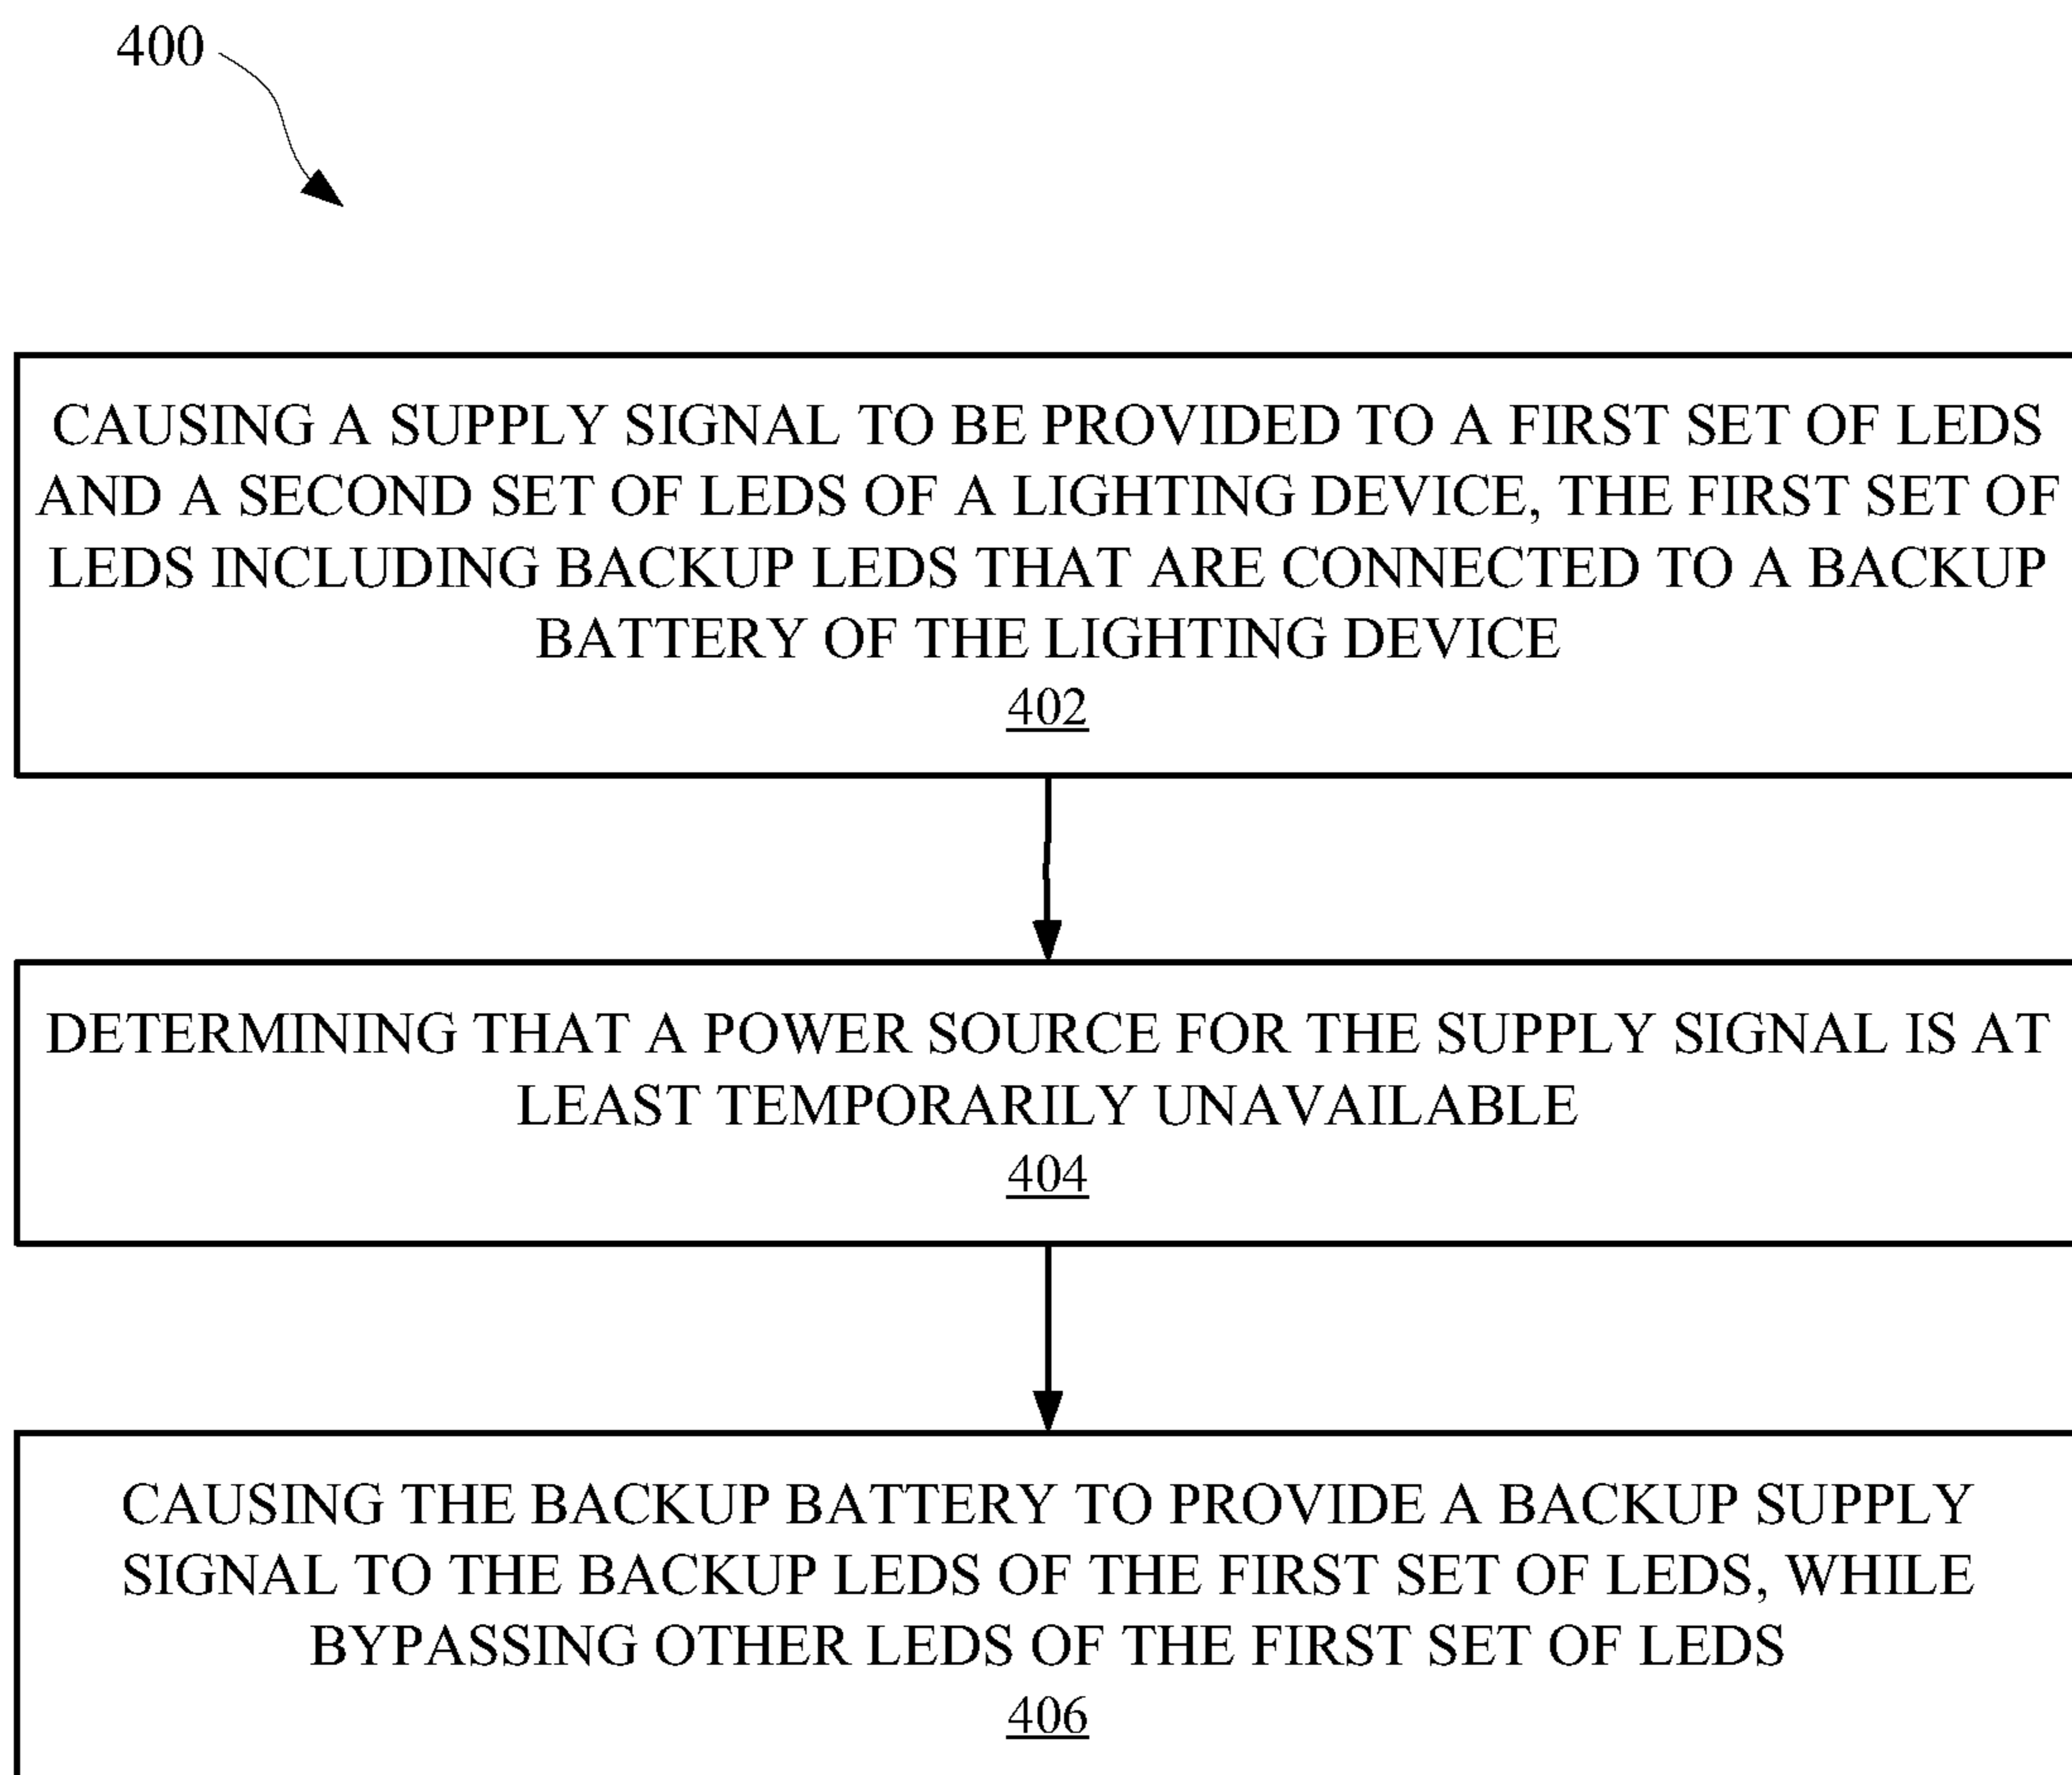 400
CAUSING A SUPPLY SIGNAL TO BE PROVIDED TO A FIRST SET OF LEDS
AND A SECOND SET OF LEDS OF A LIGHTING DEVICE, THE FIRST SET OF
LEDS INCLUDING BACKUP LEDS THAT ARE CONNECTED TO A BACKUP
BATTERY OF THE LIGHTING DEVICE
402
DETERMINING THAT A POWER SOURCE FOR THE SUPPLY SIGNAL IS AT
LEAST TEMPORARILY UNAVAILABLE
404
CAUSING THE BACKUP BATTERY TO PROVIDE A BACKUP SUPPLY
SIGNAL TO THE BACKUP LEDS OF THE FIRST SET OF LEDS, WHILE
BYPASSING OTHER LEDS OF THE FIRST SET OF LEDS
406